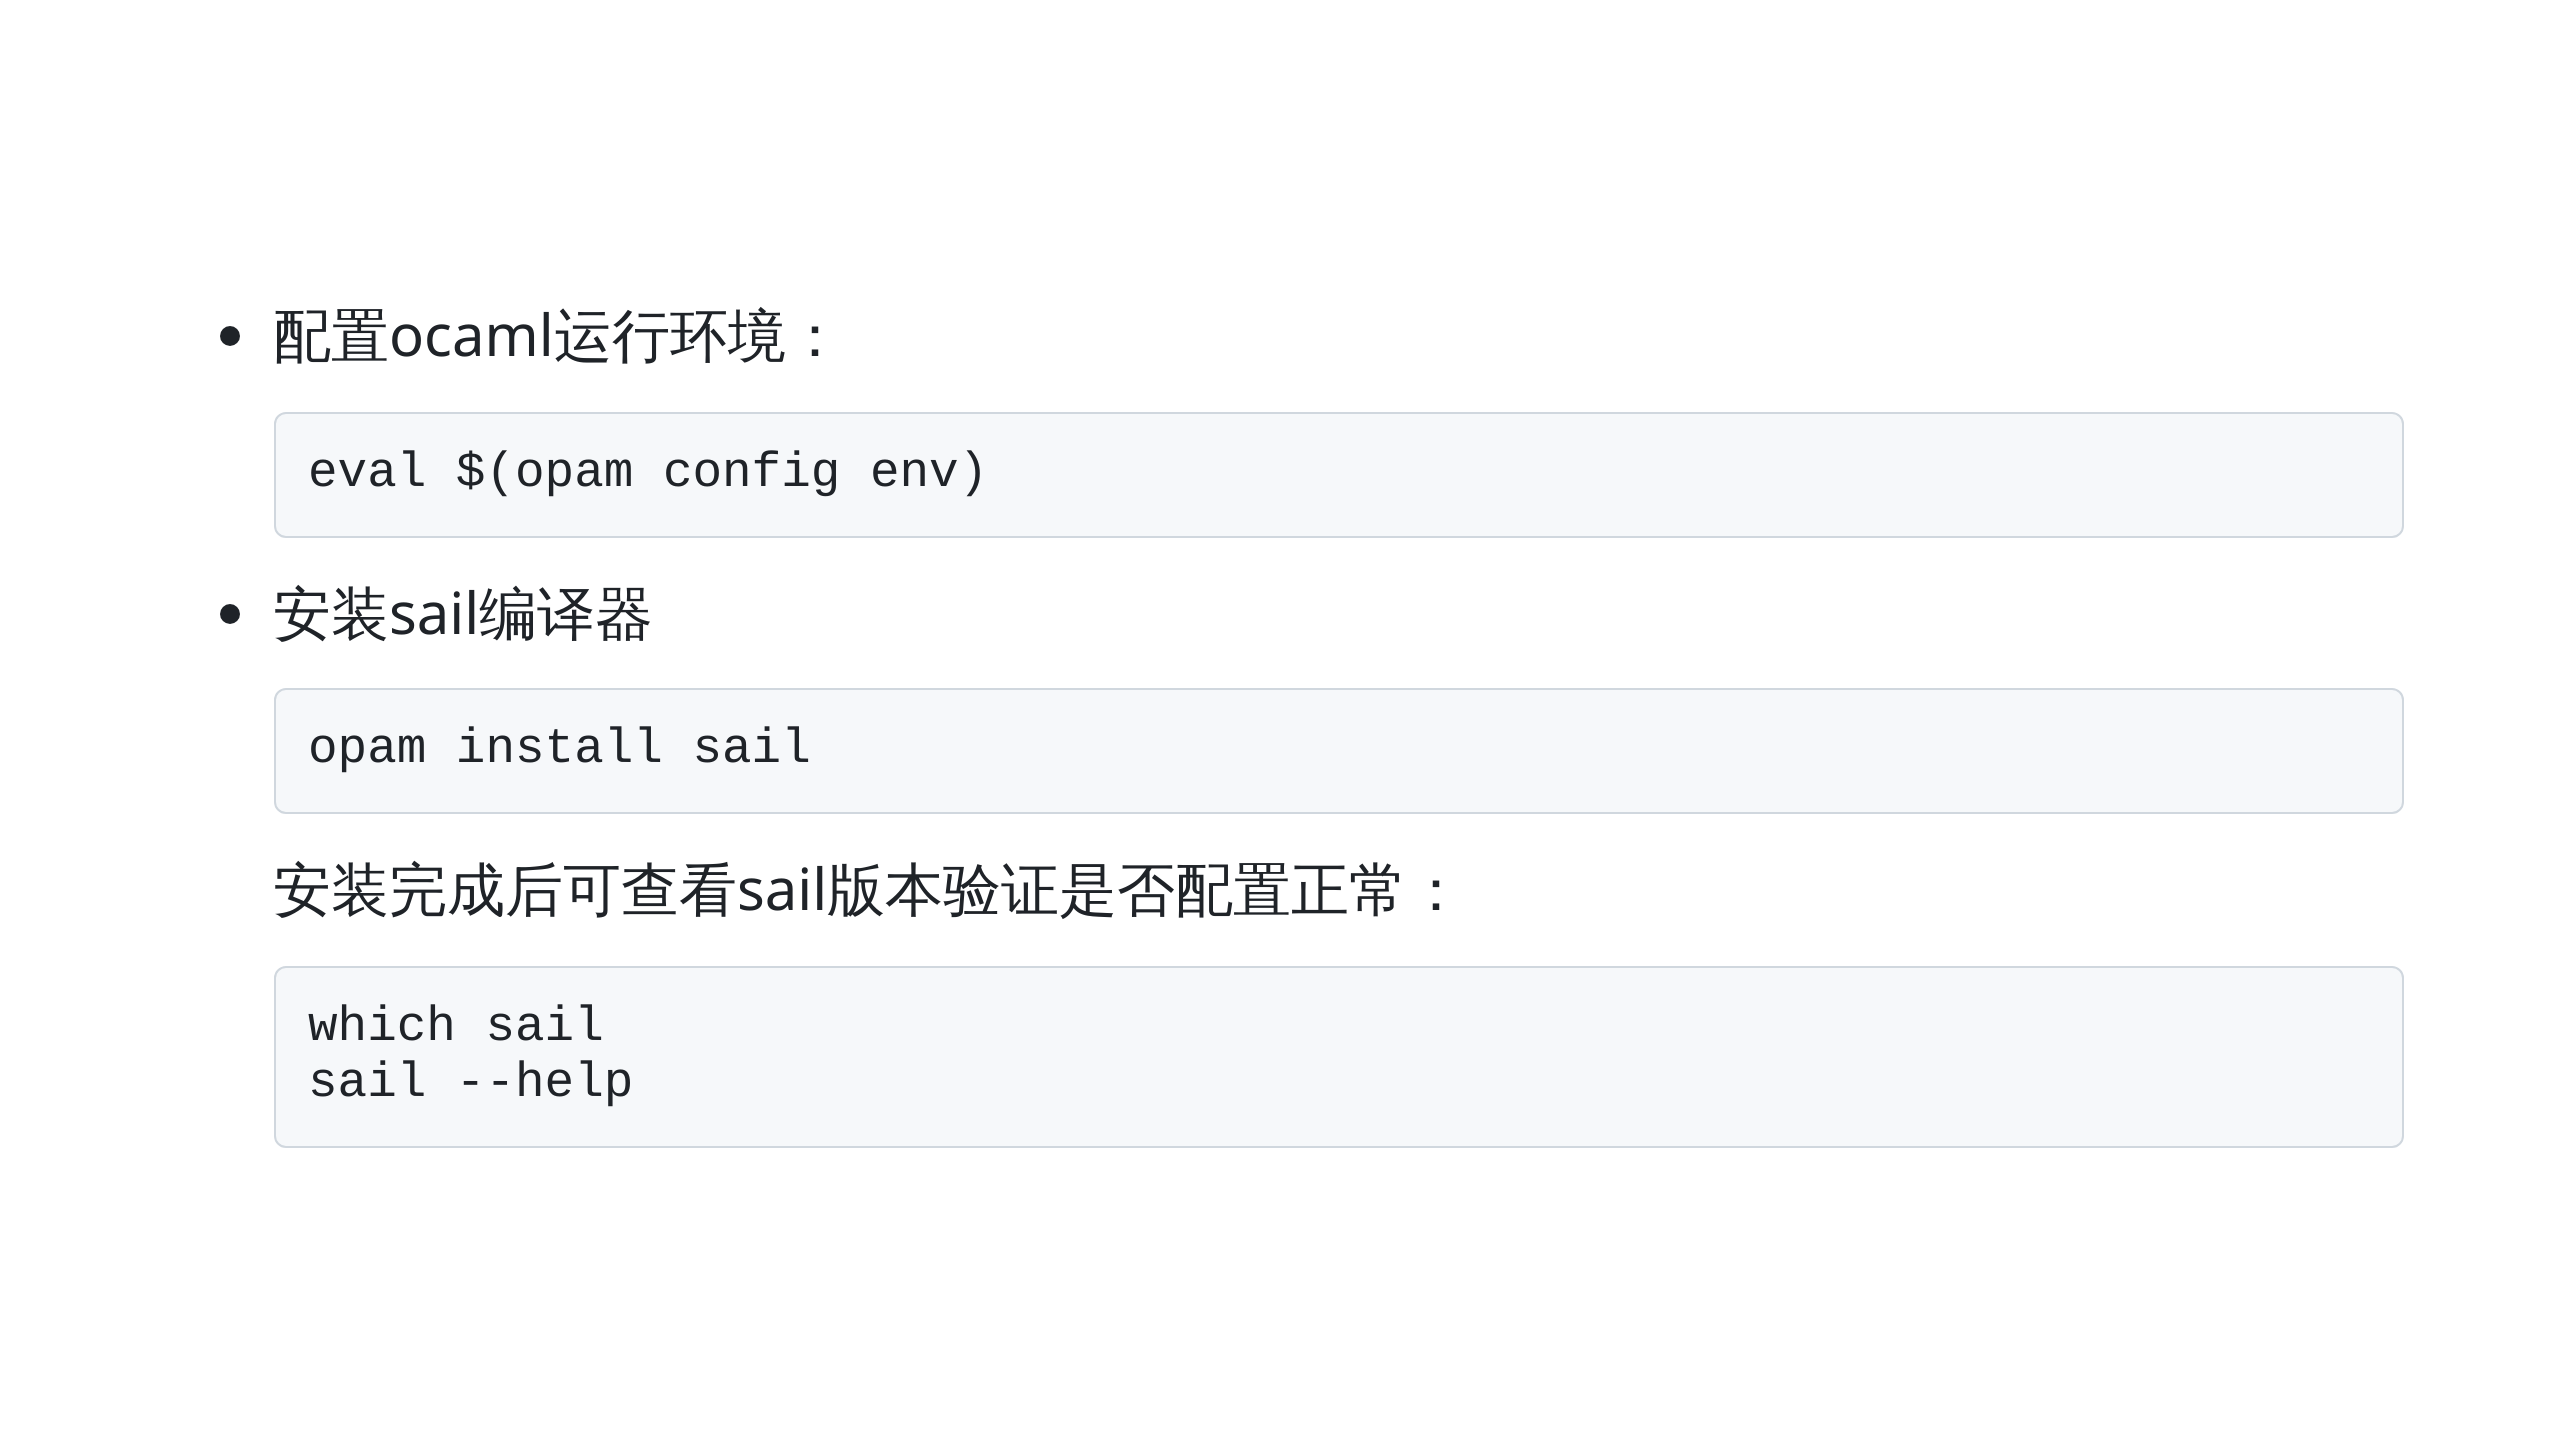 配置ocaml运行环境：
eval $(opam config env)
安装sail编译器
opam install sail
安装完成后可查看sail版本验证是否配置正常：
which sail
sail --help